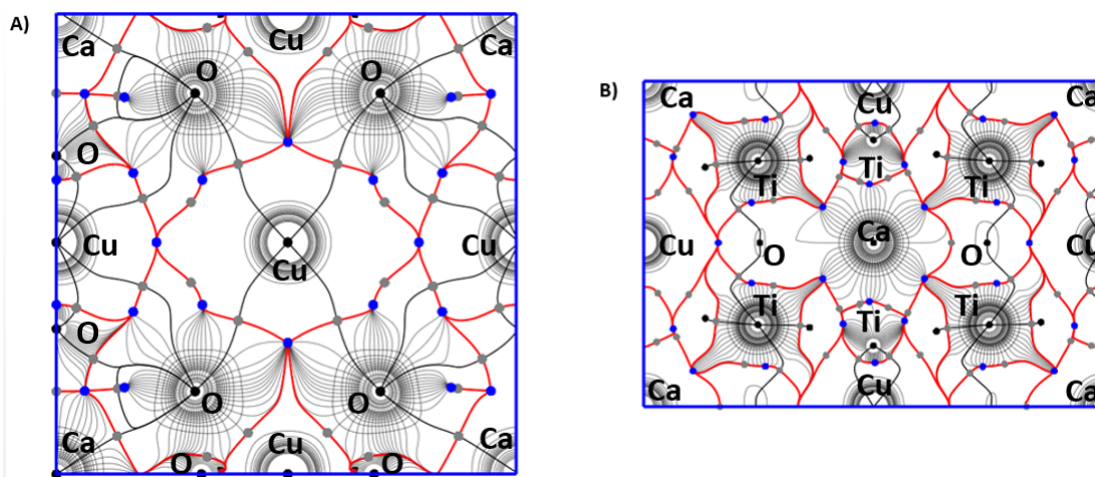 A)
Ca Cu Ca
O O
O
Cu Cu Cu
O
O O
Ca O Cu O Ca
B)
Ca Cu Ca
Ti Ti Ti
Cu O Ca O Cu
Ti Ti Ti
Ca Cu Ca